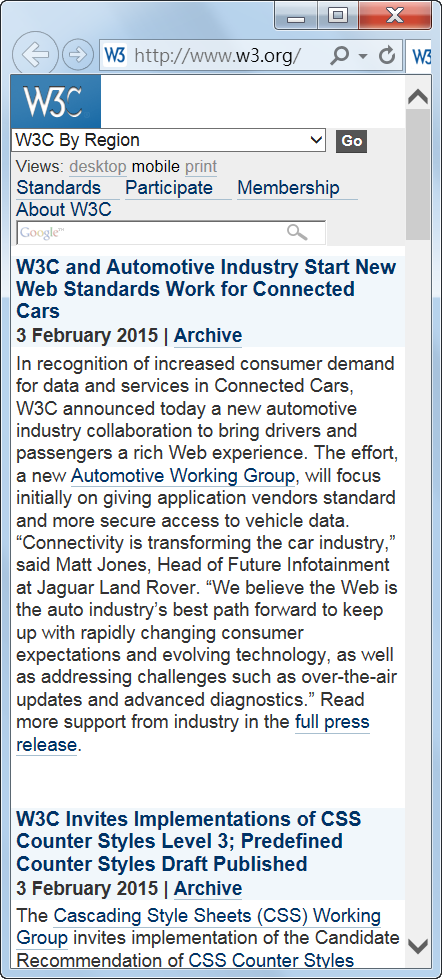 W3 http://www.w3.org/ W3
W3C
W3C By Region Go
Views: desktop mobile print
Standards Participate Membership
About W3C
Google™
W3C and Automotive Industry Start New
Web Standards Work for Connected
Cars
3 February 2015 | Archive
In recognition of increased consumer demand
for data and services in Connected Cars,
W3C announced today a new automotive
industry collaboration to bring drivers and
passengers a rich Web experience. The effort,
a new Automotive Working Group, will focus
initially on giving application vendors standard
and more secure access to vehicle data.
“Connectivity is transforming the car industry,”
said Matt Jones, Head of Future Infotainment
at Jaguar Land Rover. “We believe the Web is
the auto industry’s best path forward to keep
up with rapidly changing consumer
expectations and evolving technology, as well
as addressing challenges such as over-the-air
updates and advanced diagnostics.” Read
more support from industry in the full press
release.
W3C Invites Implementations of CSS
Counter Styles Level 3; Predefined
Counter Styles Draft Published
3 February 2015 | Archive
The Cascading Style Sheets (CSS) Working
Group invites implementation of the Candidate
Recommendation of CSS Counter Styles